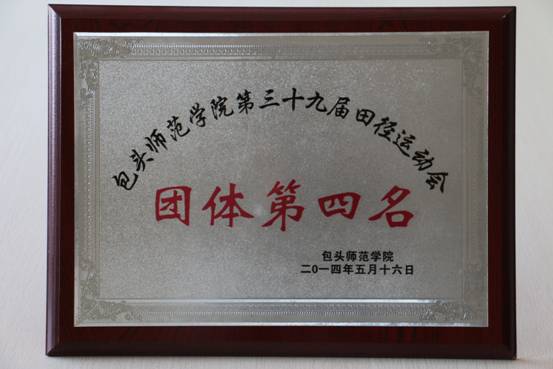 包头师范学院第三十九届田径运动会
团体第四名
包头师范学院
二〇一四年五月十六日